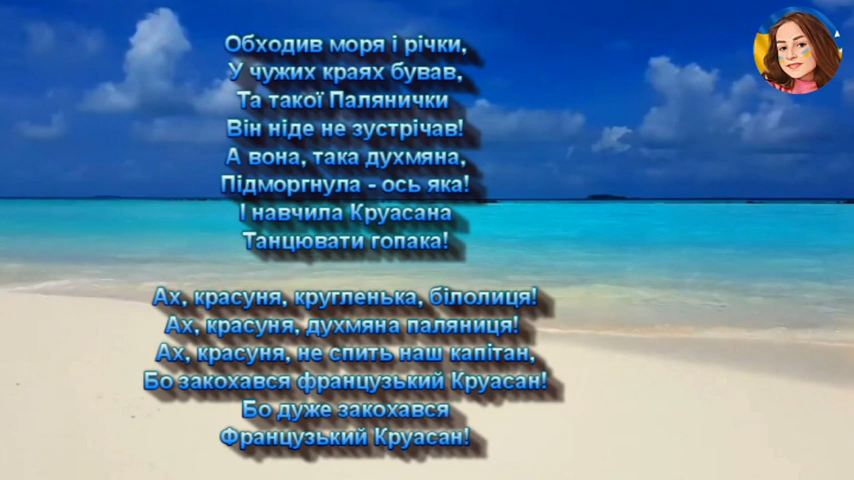 Обходив моря і річки,
У чужих краях бував,
Та такої Палянички
Він ніде не зустрічав!
А вона, така духмяна,
Підморгнула - ось яка!
І навчила Круасана
Танцювати гопака!
Ах, красуня, кругленька, білолиця!
Ах, красуня, духмяна паляниця!
Ах, красуня, не спить наш капітан,
Бо закохався французький Круасан!
Бо дуже закохався
Французький Круасан!